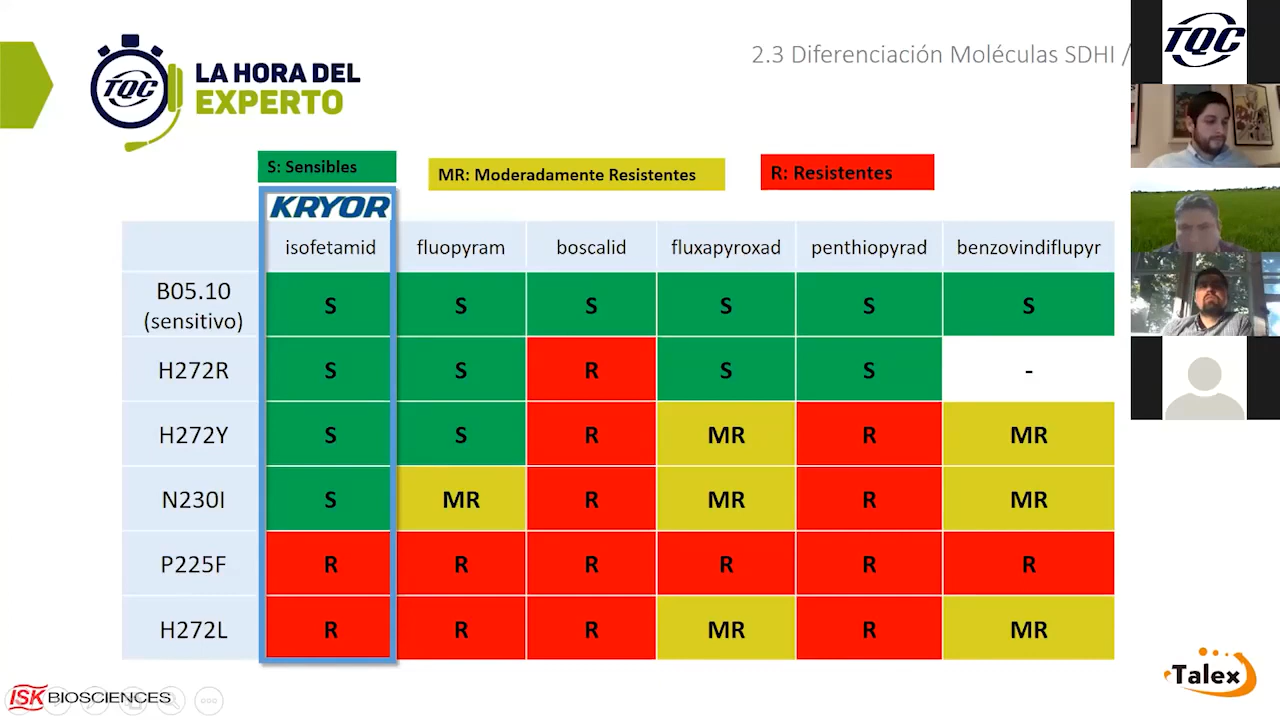 2.3 Diferenciación Moléculas SDHI /
TQC
TQC
LA HORA DEL
EXPERTO
S: Sensibles
MR: Moderadamente Resistentes
R: Resistentes
KRYOR
isofetamid fluopyram boscalid fluxapyroxad penthiopyrad benzovindiflupyr
B05.10
(sensitivo) S S S S S S
H272R S S R S S -
H272Y S S R MR R MR
N230I S MR R MR R MR
P225F R R R R R R
H272L R R R MR R MR
ISK BIOSCIENCES
Talex